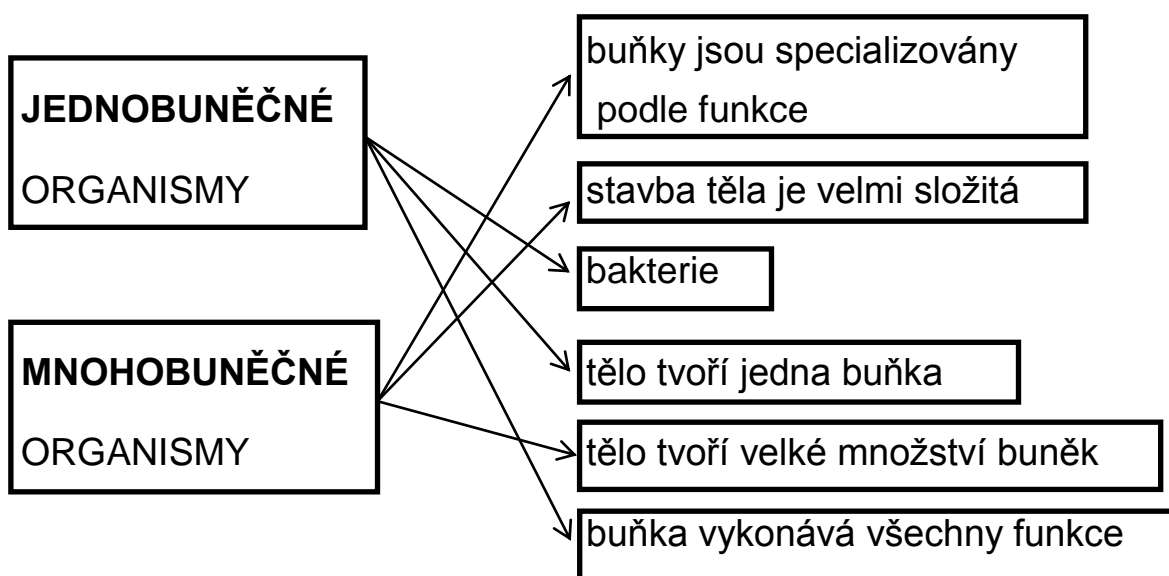 JEDNOBUNĚČNÉ
ORGANISMY
MNOHOBUNĚČNÉ
ORGANISMY
buňky jsou specializovány
podle funkce
stavba těla je velmi složitá
bakterie
tělo tvoří jedna buňka
tělo tvoří velké množství buněk
buňka vykonává všechny funkce